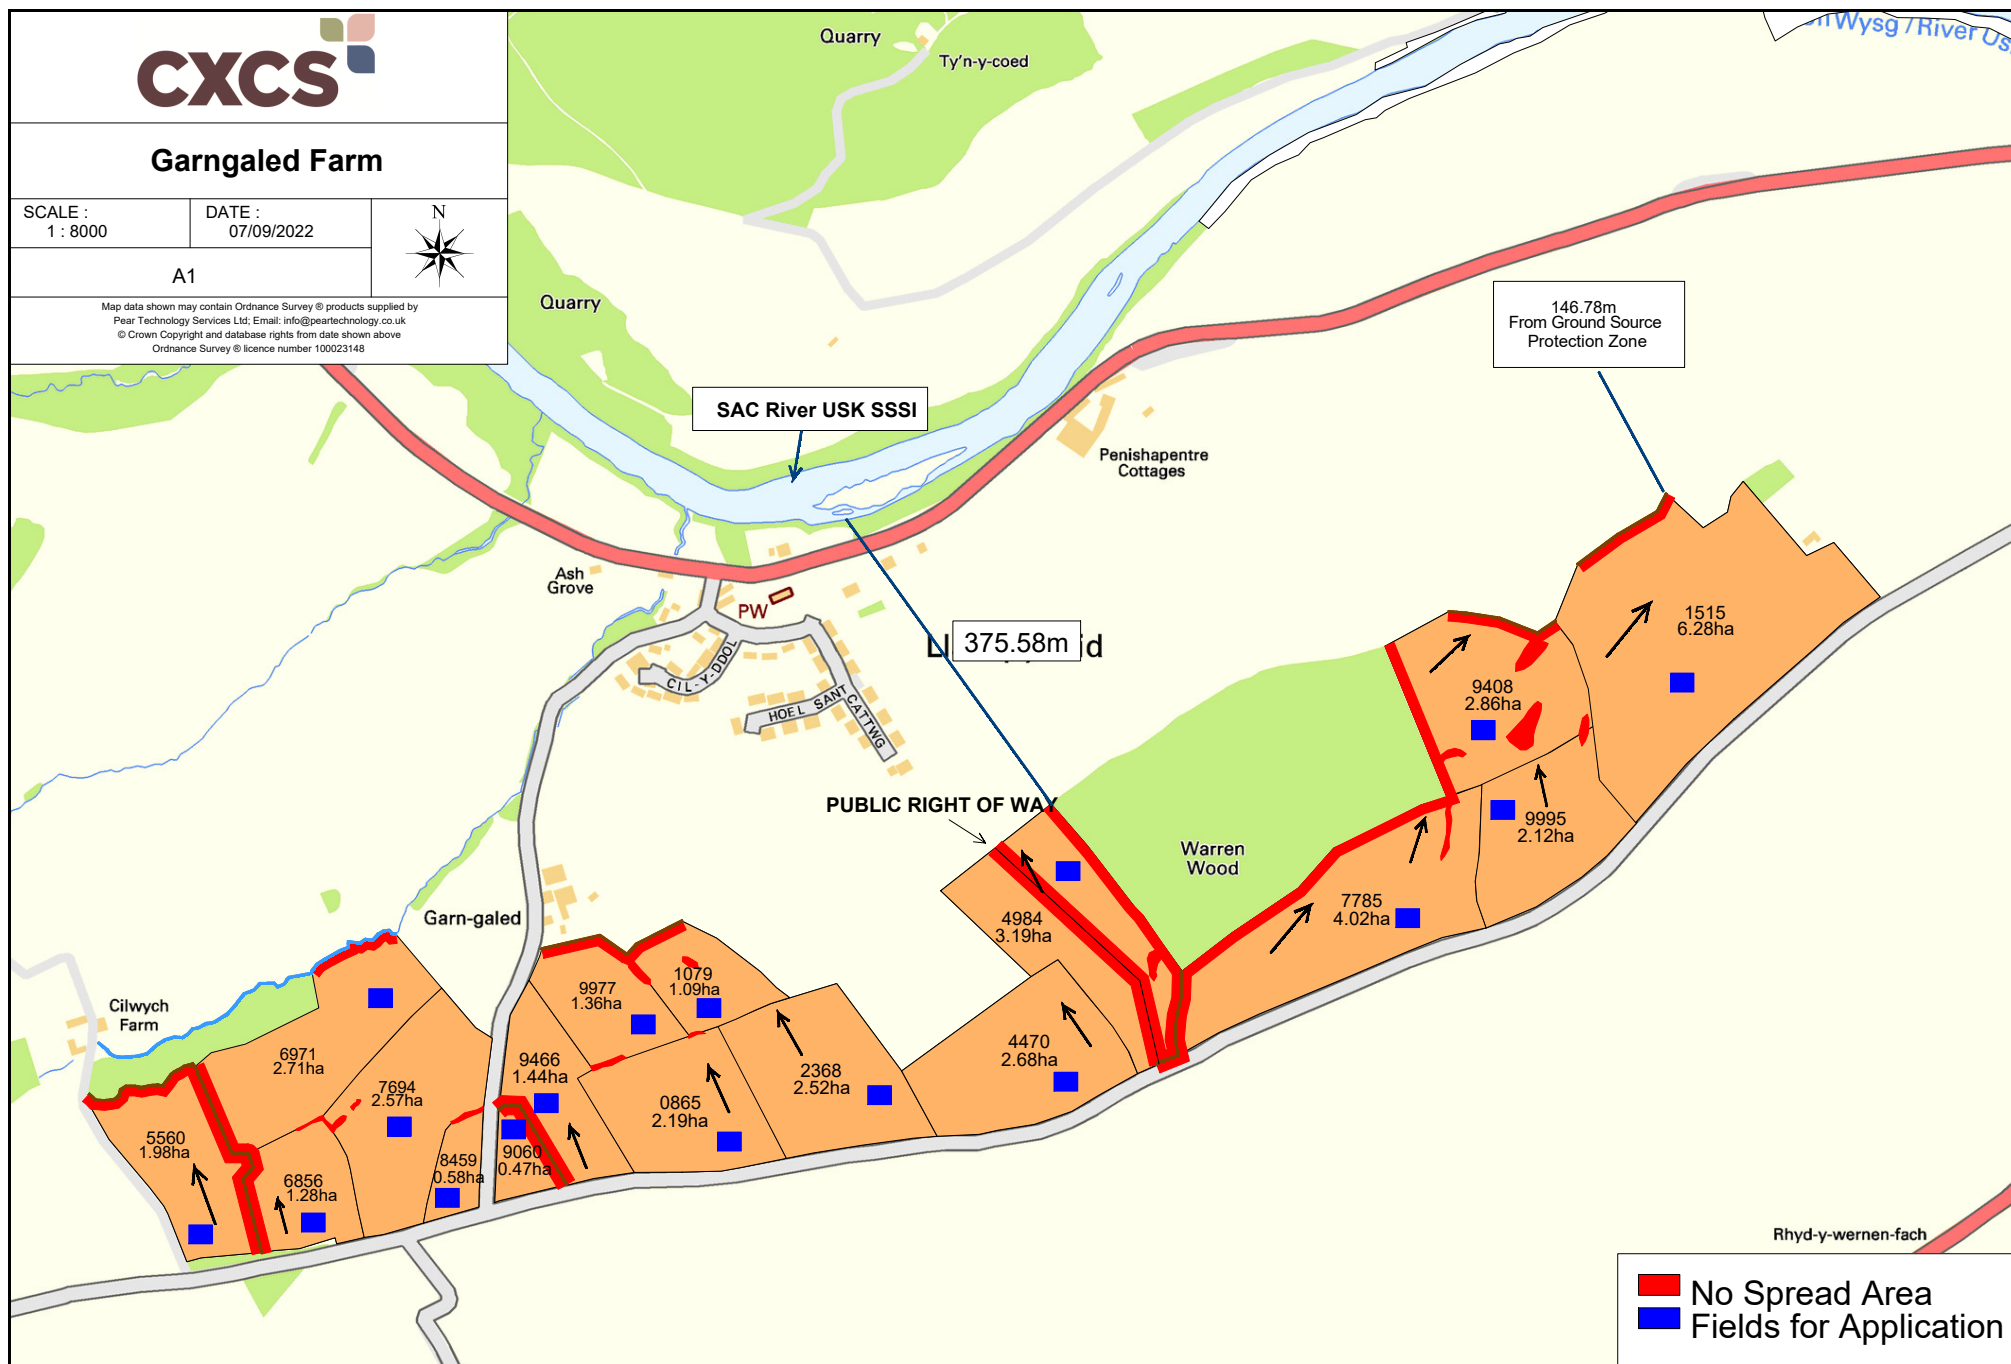 CXCS
Garngaled Farm
SCALE :
1 : 8000
DATE :
07/09/2022
N
A1
Map data shown may contain Ordnance Survey ® products supplied by
Pear Technology Services Ltd; Email: info@peartechnology.co.uk
© Crown Copyright and database rights from date shown above
Ordnance Survey ® licence number 100023148
Quarry
Ty'n-y-coed
Wysg / River Us
Quarry
146.78m
From Ground Source
Protection Zone
SAC River USK SSSI
Penishapentre
Cottages
Ash
Grove
PW
375.58m
CIL-Y-DDOL
HOEL SANT
CATTWG
1515
6.28ha
9408
2.86ha
PUBLIC RIGHT OF WAY
9995
2.12ha
Warren
Wood
7785
4.02ha
Garn-galed
4984
3.19ha
Cilwych
Farm
9977
1.36ha
1079
1.09ha
6971
2.71ha
9466
1.44ha
4470
2.68ha
2368
2.52ha
7694
2.57ha
0865
2.19ha
5560
1.98ha
8459
0.58ha
9060
0.47ha
6856
1.28ha
Rhyd-y-wernen-fach
No Spread Area
Fields for Application